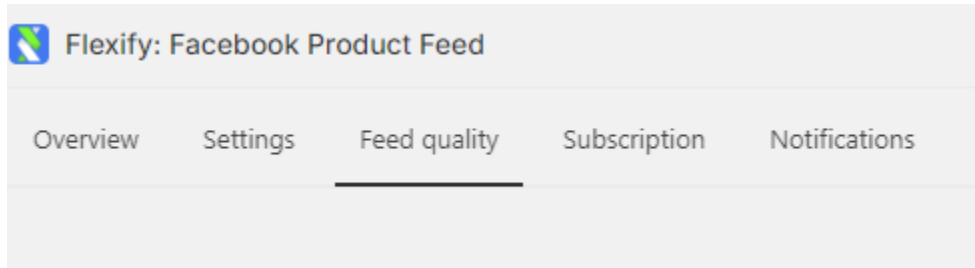 Flexify: Facebook Product Feed
Overview Settings Feed quality Subscription Notifications